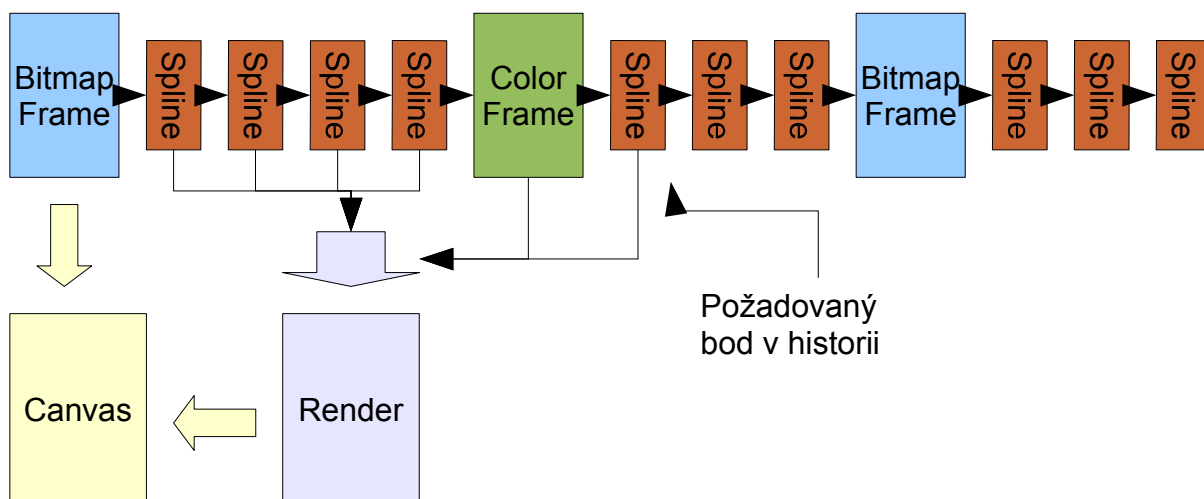 Bitmap
Frame
Spline
Spline
Spline
Spline
Color
Frame
Spline
Spline
Spline
Bitmap
Frame
Spline
Spline
Spline
Požadovaný
bod v historii
Canvas
Render